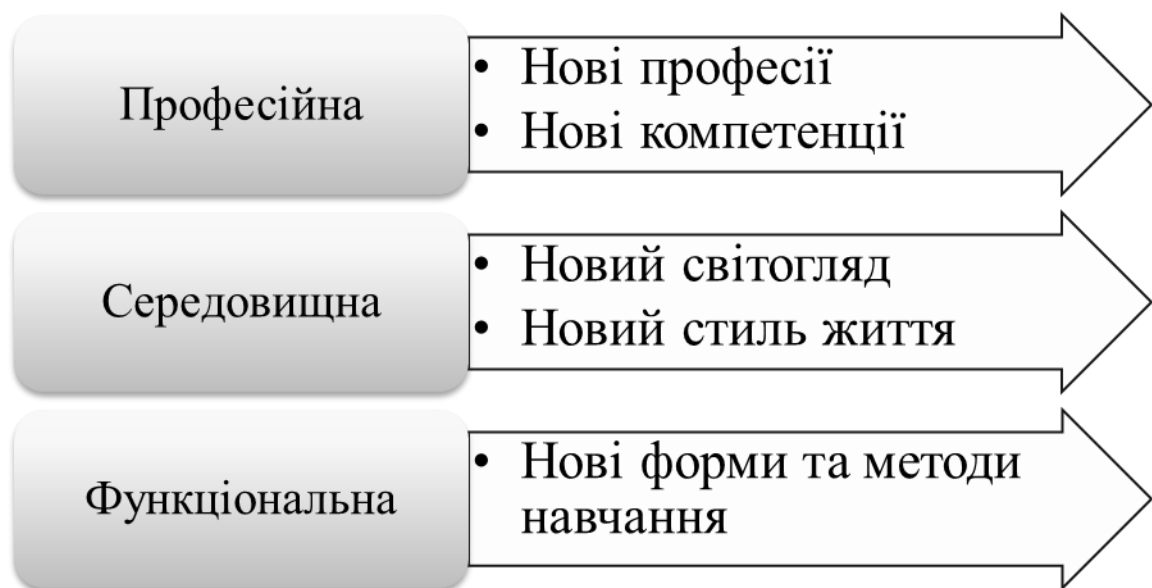 Професійна
• Нові професії
• Нові компетенції
Середовищна
• Новий світогляд
• Новий стиль життя
Функціональна
• Нові форми та методи
навчання